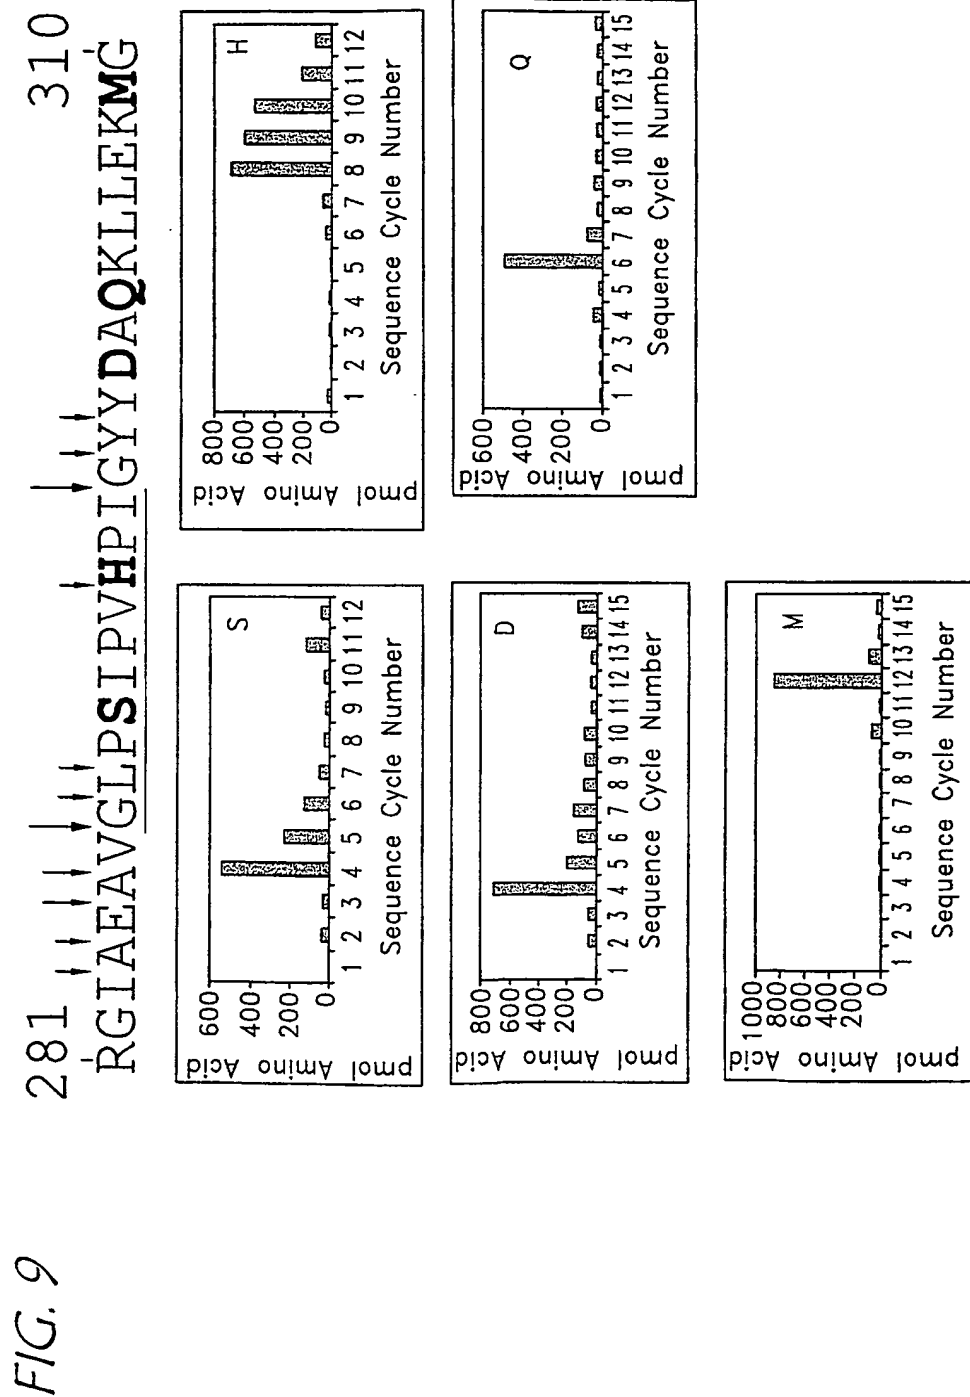 FIG. 9
281 310
RGIAEAVGLPSIPVHPIGYYDAQKLLEKMG
S
pmol Amino Acid
600
400
200
0
1 2 3 4 5 6 7 8 9 10 11 12
Sequence Cycle Number
H
pmol Amino Acid
800
600
400
200
0
1 2 3 4 5 6 7 8 9 10 11 12
Sequence Cycle Number
D
pmol Amino Acid
800
600
400
200
0
1 2 3 4 5 6 7 8 9 10 11 12 13 14 15
Sequence Cycle Number
Q
pmol Amino Acid
600
400
200
0
1 2 3 4 5 6 7 8 9 10 11 12 13 14 15
Sequence Cycle Number
M
pmol Amino Acid
1000
800
600
400
200
0
1 2 3 4 5 6 7 8 9 10 11 12 13 14 15
Sequence Cycle Number